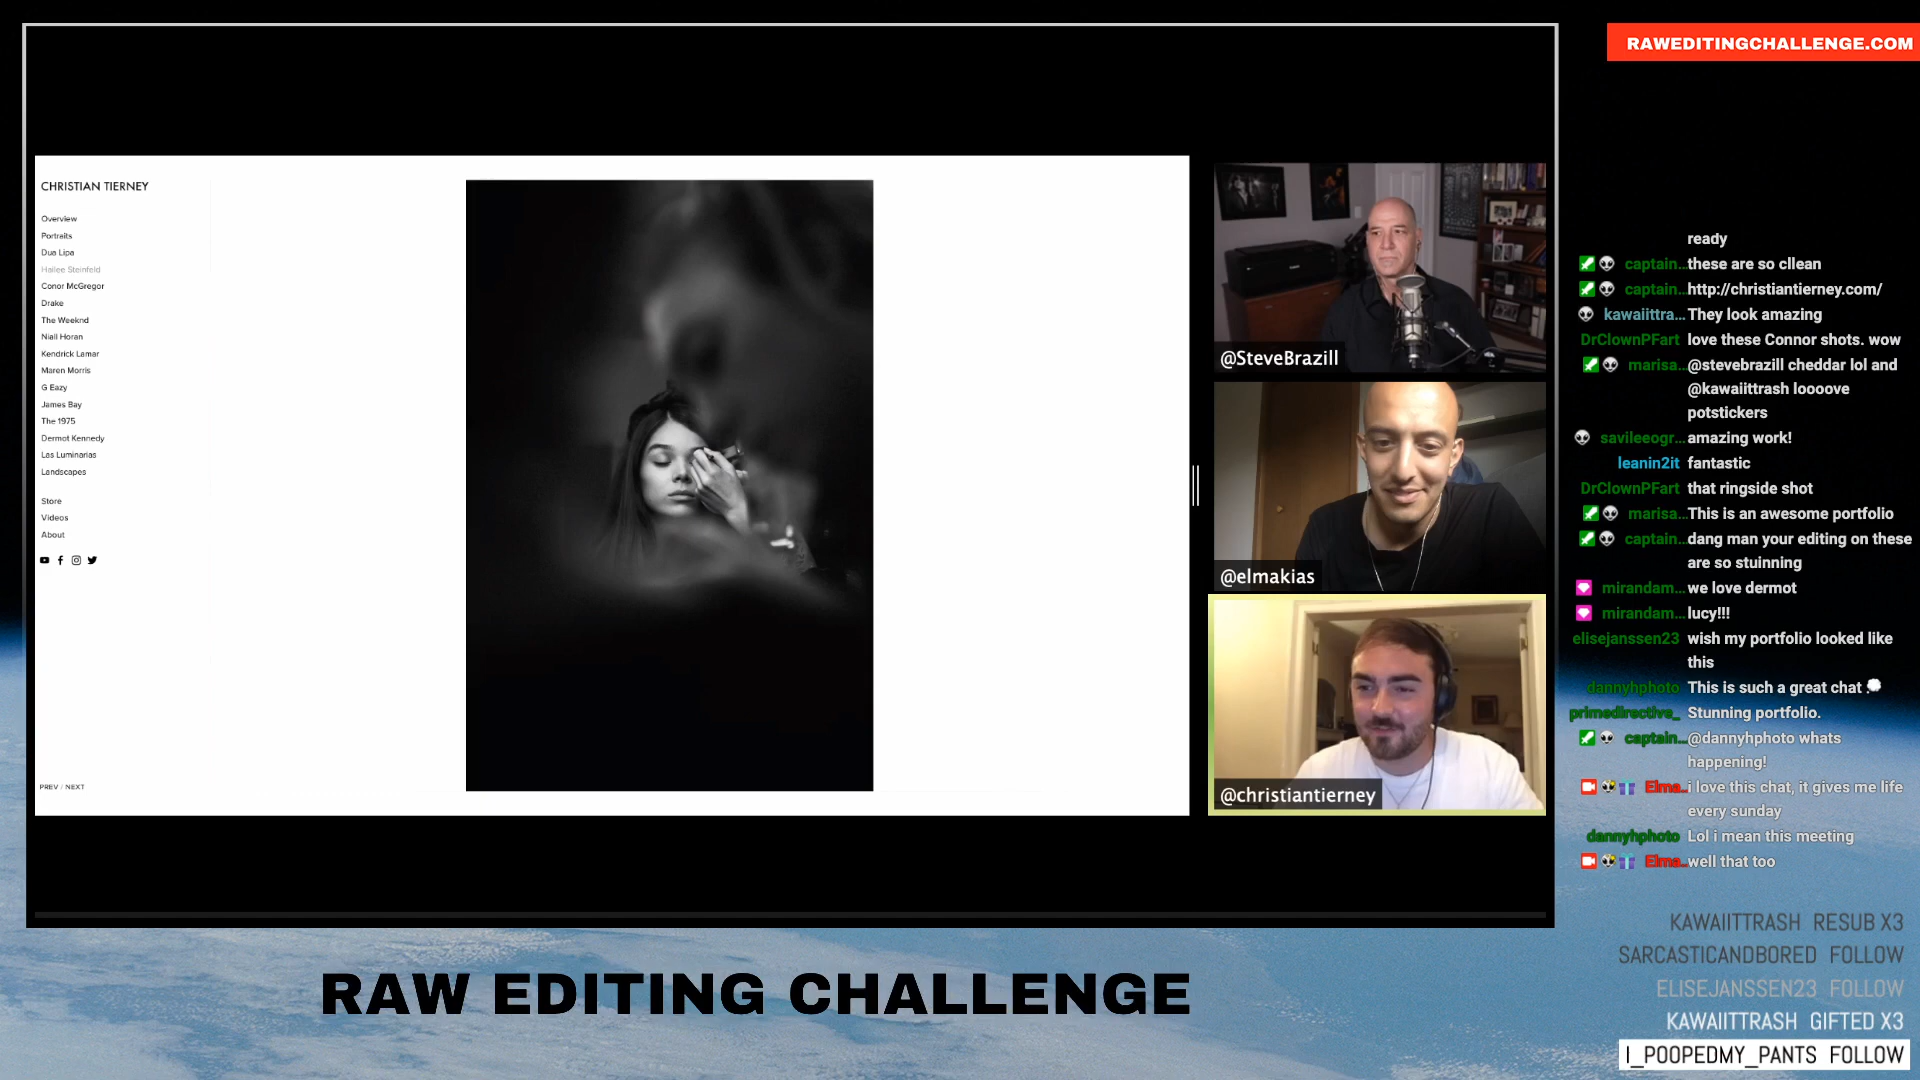 RAWEDITINGCHALLENGE.COM
CHRISTIAN TIERNEY
Overview
Portraits
Dua Lipa
Hailee Steinfeld
Conor McGregor
Drake
The Weeknd
Niall Horan
Kendrick Lamar
Maren Morris
G Eazy
James Bay
The 1975
Dermot Kennedy
Las Luminarias
Landscapes
Store
Videos
About
PREV / NEXT
@SteveBrazill
@elmakias
@christiantierney
ready
captain... these are so cllean
captain... http://christiantierney.com/
kawaiittra... They look amazing
DrClownPFart love these Connor shots. wow
marisa... @stevebrazill cheddar lol and
@kawaiittrash loooove
potstickers
savileeogr... amazing work!
leanin2it fantastic
DrClownPFart that ringside shot
marisa... This is an awesome portfolio
captain... dang man your editing on these
are so stuinning
mirandam... we love dermot
mirandam... lucy!!!
elisejanssen23 wish my portfolio looked like
this
dannyhphoto This is such a great chat .
primedirective_ Stunning portfolio.
captain... @dannyhphoto whats
happening!
Elma... i love this chat, it gives me life
every sunday
dannyhphoto Lol i mean this meeting
Elma... well that too
KAWAIITTRASH RESUB X3
SARCASTICANDBORED FOLLOW
ELISEJANSSEN23 FOLLOW
KAWAIITTRASH GIFTED X3
I_POOPEDMY_PANTS FOLLOW
RAW EDITING CHALLENGE